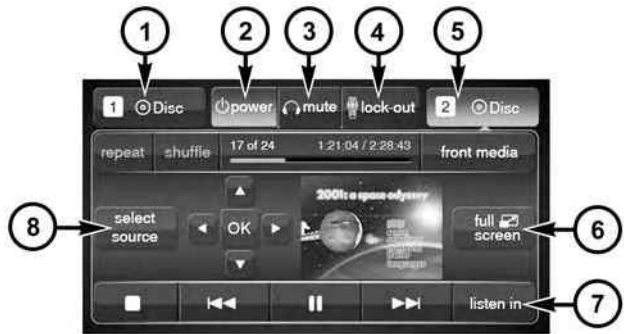 1 2 3 4 5
1 Disc power mute lock-out 2 Disc
repeat shuffle 17 of 24 1:21:04 / 2:28:43 front media
2001: a space odyssey
8 select source OK full screen 6
listen in 7